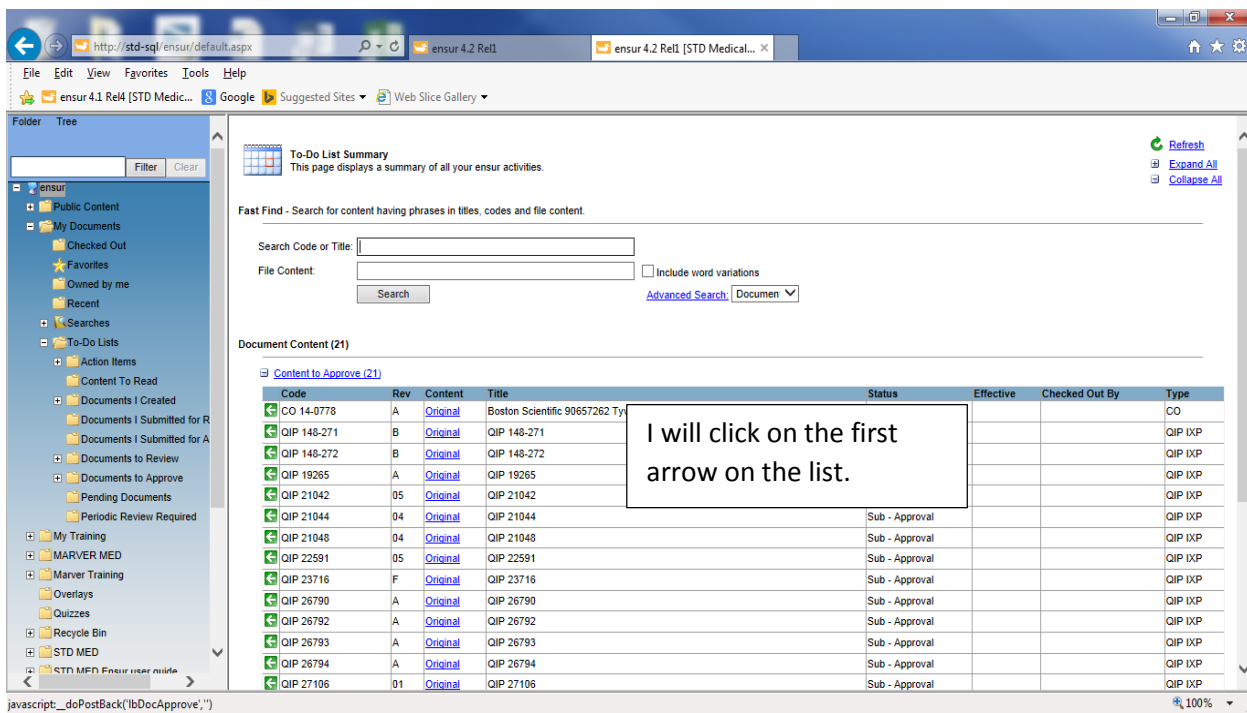 http://std-sql/ensur/default.aspx
ensur 4.2 Rel1
ensur 4.2 Rel1 [STD Medical...
File Edit View Favorites Tools Help
ensur 4.1 Rel4 [STD Medic... Google Suggested Sites Web Slice Gallery
Folder Tree
Filter Clear
ensur
Public Content
My Documents
Checked Out
Favorites
Owned by me
Recent
Searches
To-Do Lists
Action Items
Content To Read
Documents I Created
Documents I Submitted for R
Documents I Submitted for A
Documents to Review
Documents to Approve
Pending Documents
Periodic Review Required
My Training
MARVER MED
Marver Training
Overlays
Quizzes
Recycle Bin
STD MED
STD MED Ensur user guide
To-Do List Summary
This page displays a summary of all your ensur activities.
Refresh
Expand All
Collapse All
Fast Find - Search for content having phrases in titles, codes and file content.
Search Code or Title:
File Content:
Include word variations
Search
Advanced Search: Documen
Document Content (21)
Content to Approve (21)
Code Rev Content Title Status Effective Checked Out By Type
CO 14-0778 A Original Boston Scientific 90657262 Ty CO
QIP 148-271 B Original QIP 148-271 QIP IXP
QIP 148-272 B Original QIP 148-272 QIP IXP
QIP 19265 A Original QIP 19265 QIP IXP
QIP 21042 05 Original QIP 21042 QIP IXP
QIP 21044 04 Original QIP 21044 Sub - Approval QIP IXP
QIP 21048 04 Original QIP 21048 Sub - Approval QIP IXP
QIP 22591 05 Original QIP 22591 Sub - Approval QIP IXP
QIP 23716 F Original QIP 23716 Sub - Approval QIP IXP
QIP 26790 A Original QIP 26790 Sub - Approval QIP IXP
QIP 26792 A Original QIP 26792 Sub - Approval QIP IXP
QIP 26793 A Original QIP 26793 Sub - Approval QIP IXP
QIP 26794 A Original QIP 26794 Sub - Approval QIP IXP
QIP 27106 01 Original QIP 27106 Sub - Approval QIP IXP
I will click on the first
arrow on the list.
javascript:__doPostBack('lbDocApprove','')
100%